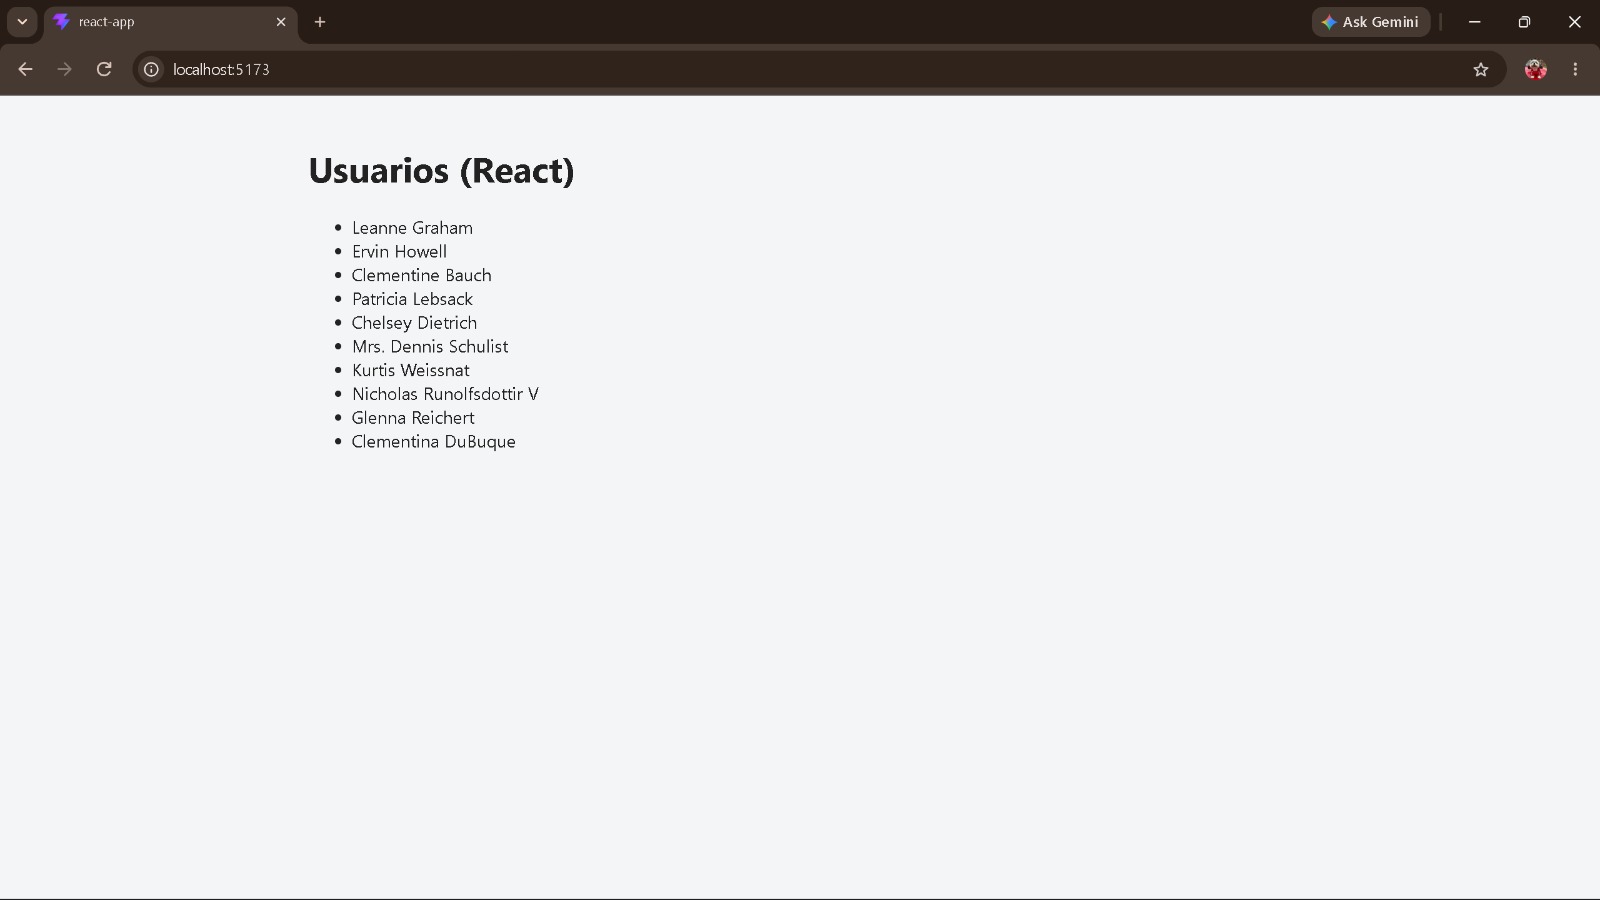 react-app
Ask Gemini
localhost:5173
Usuarios (React)
Leanne Graham
Ervin Howell
Clementine Bauch
Patricia Lebsack
Chelsey Dietrich
Mrs. Dennis Schulist
Kurtis Weissnat
Nicholas Runolfsdottir V
Glenna Reichert
Clementina DuBuque